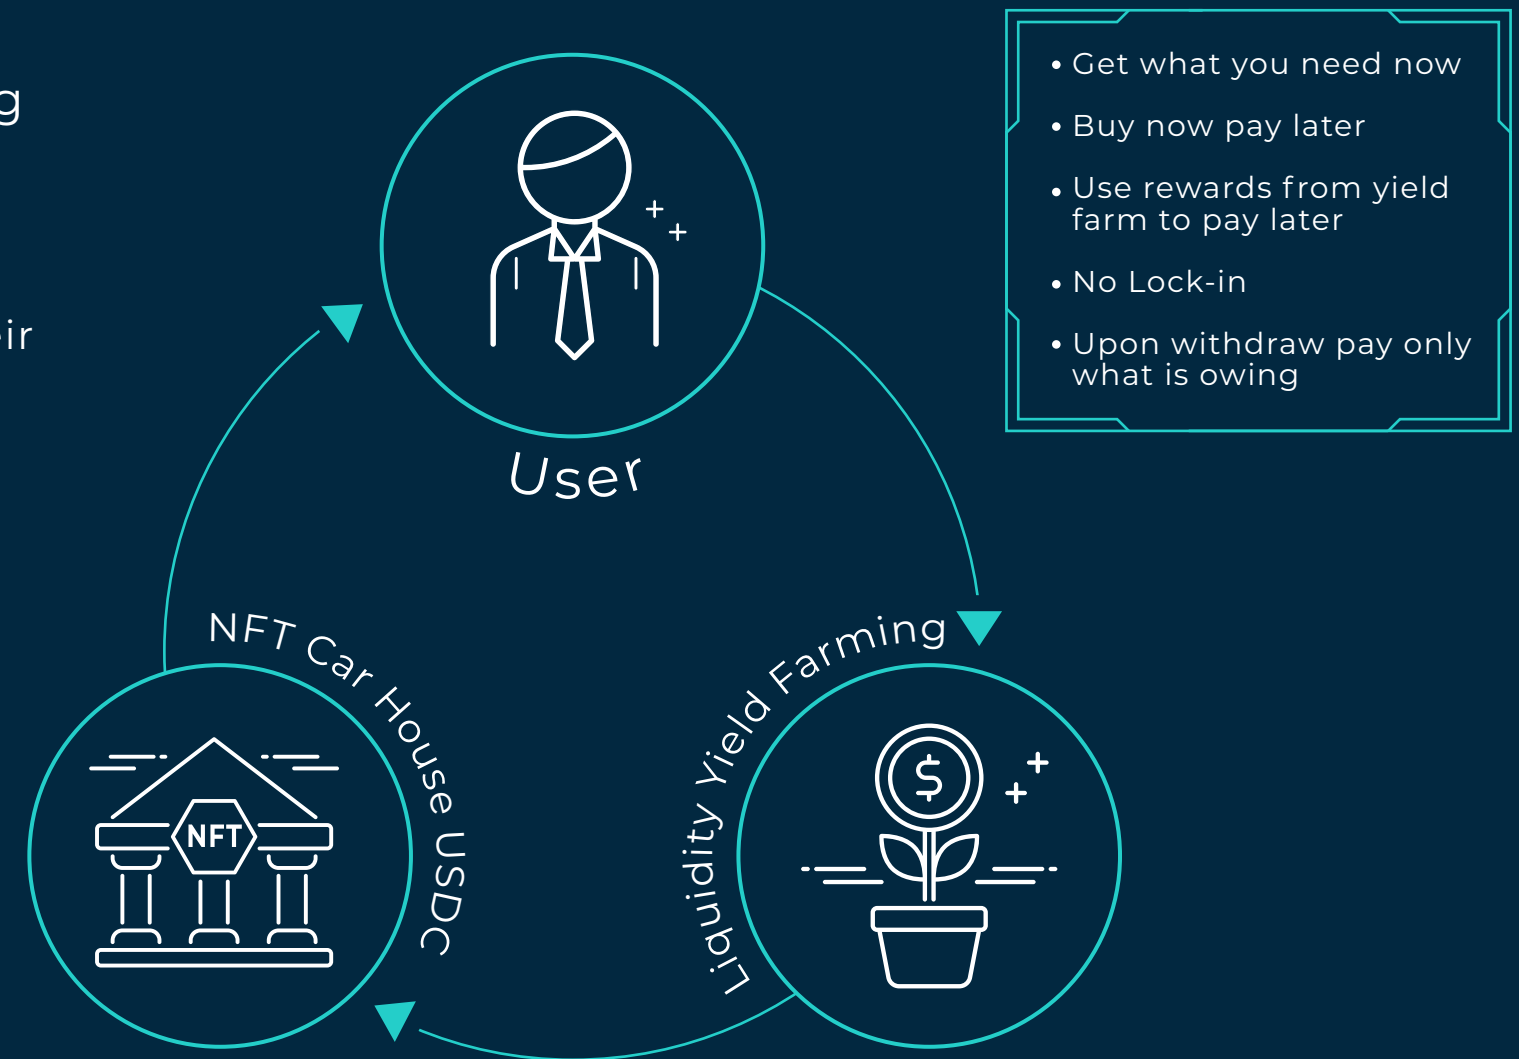 g
ir
• Get what you need now
• Buy now pay later
• Use rewards from yield
farm to pay later
• No Lock-in
• Upon withdraw pay only
what is owing
User
NFT Car House USDC
NFT
Liquidity Yield Farming
$